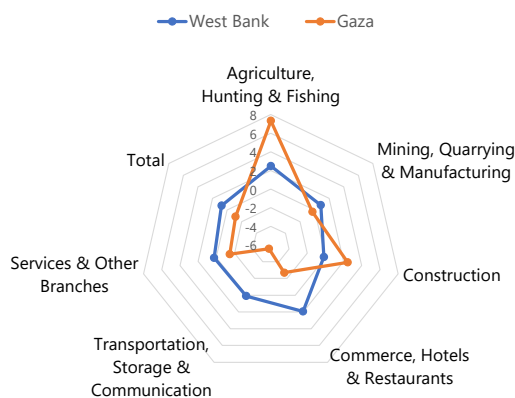 West Bank
Gaza
Agriculture,
Hunting & Fishing
8
6
4
2
0
-2
-4
-6
Mining, Quarrying
& Manufacturing
Construction
Commerce, Hotels
& Restaurants
Transportation,
Storage &
Communication
Services & Other
Branches
Total